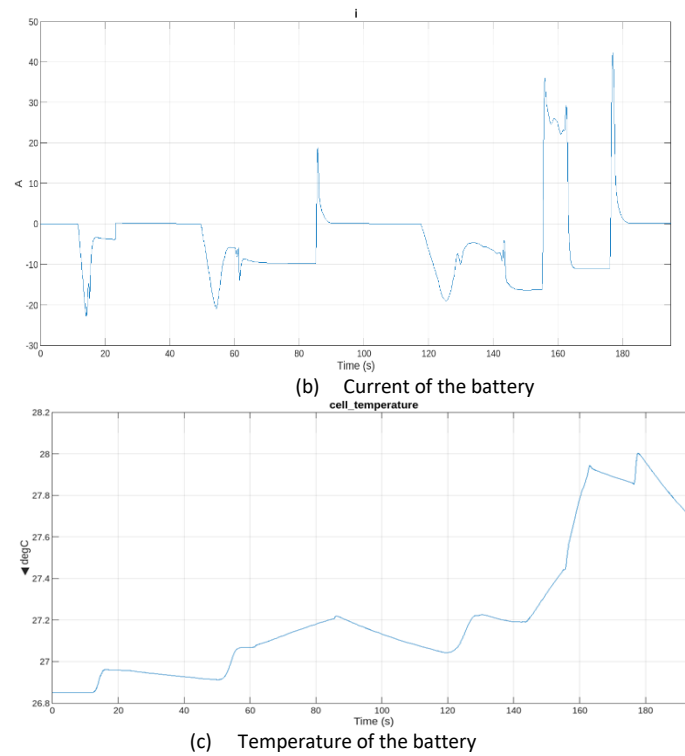 i
50
40
30
20
10
0
-10
-20
-30
A
0 20 40 60 80 100 120 140 160 180
Time (s)
(b) Current of the battery
cell_temperature
28.2
28
27.8
27.6
27.4
27.2
27
26.8
◀ degC
0 20 40 60 80 100 120 140 160 180
Time (s)
(c) Temperature of the battery